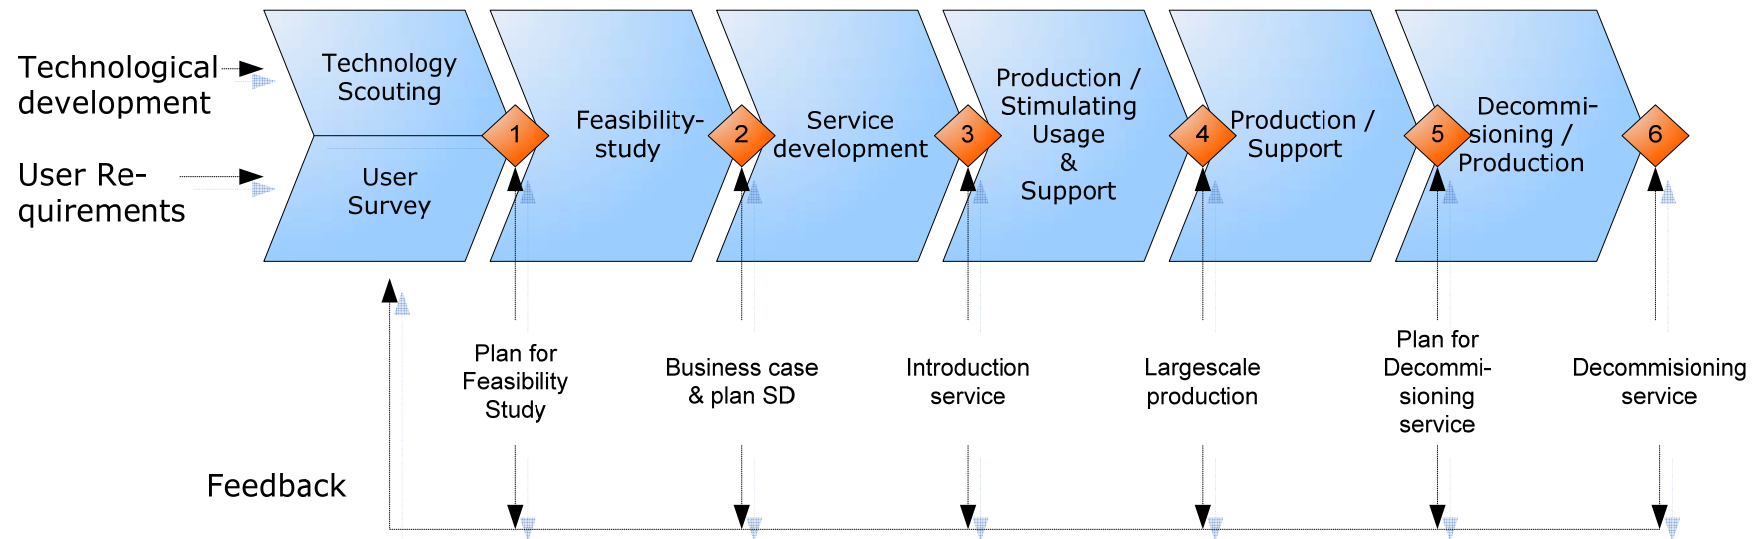 Technological
development
User Re-
quirements
Technology
Scouting
User
Survey
1
Feasibility-
study
2
Service
development
3
Production /
Stimulating
Usage
&
Support
4
Production /
Support
5
Decommi-
sioning /
Production
6
Plan for
Feasibility
Study
Business case
& plan SD
Introduction
service
Largescale
production
Plan for
Decommi-
sioning
service
Decommisioning
service
Feedback